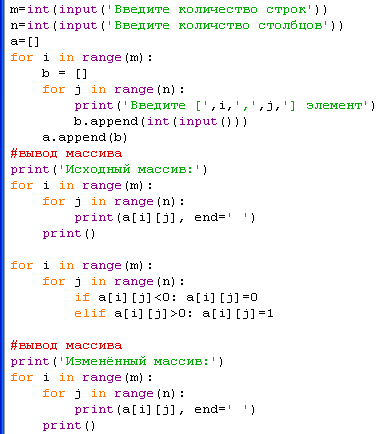 m=int(input('Введите количество строк'))
n=int(input('Введите количство столбцов'))
a=[]
for i in range(m):
    b = []
    for j in range(n):
        print('Введите [',i,',',j,'] элемент')
        b.append(int(input()))
    a.append(b)
#вывод массива
print('Исходный массив:')
for i in range(m):
    for j in range(n):
        print(a[i][j], end=' ')
    print()

for i in range(m):
    for j in range(n):
        if a[i][j]<0: a[i][j]=0
        elif a[i][j]>0: a[i][j]=1

#вывод массива
print('Изменённый массив:')
for i in range(m):
    for j in range(n):
        print(a[i][j], end=' ')
    print()